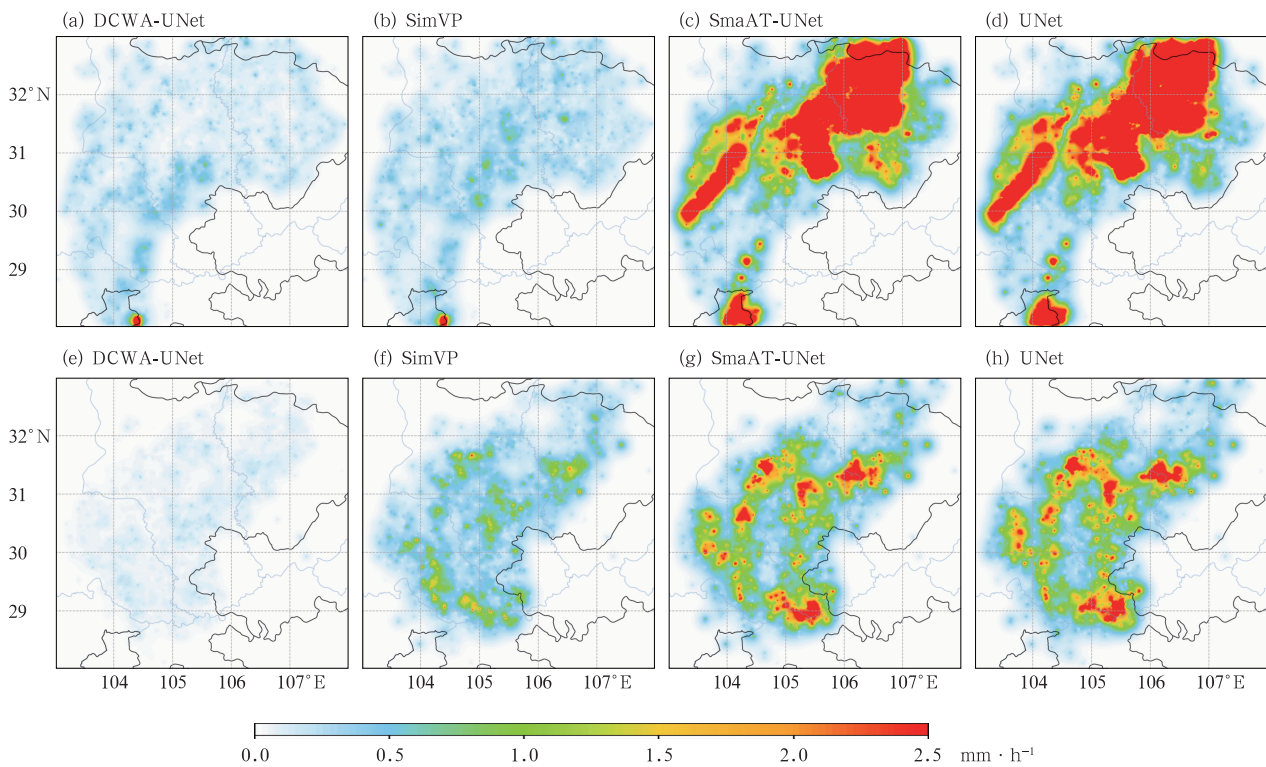 (a) DCWA-UNet (b) SimVP (c) SmaAT-UNet (d) UNet
32°N
31
30
29
(e) DCWA-UNet (f) SimVP (g) SmaAT-UNet (h) UNet
32°N
31
30
29
104 105 106 107°E 104 105 106 107°E 104 105 106 107°E 104 105 106 107°E
0.0 0.5 1.0 1.5 2.0 2.5 mm · h⁻¹